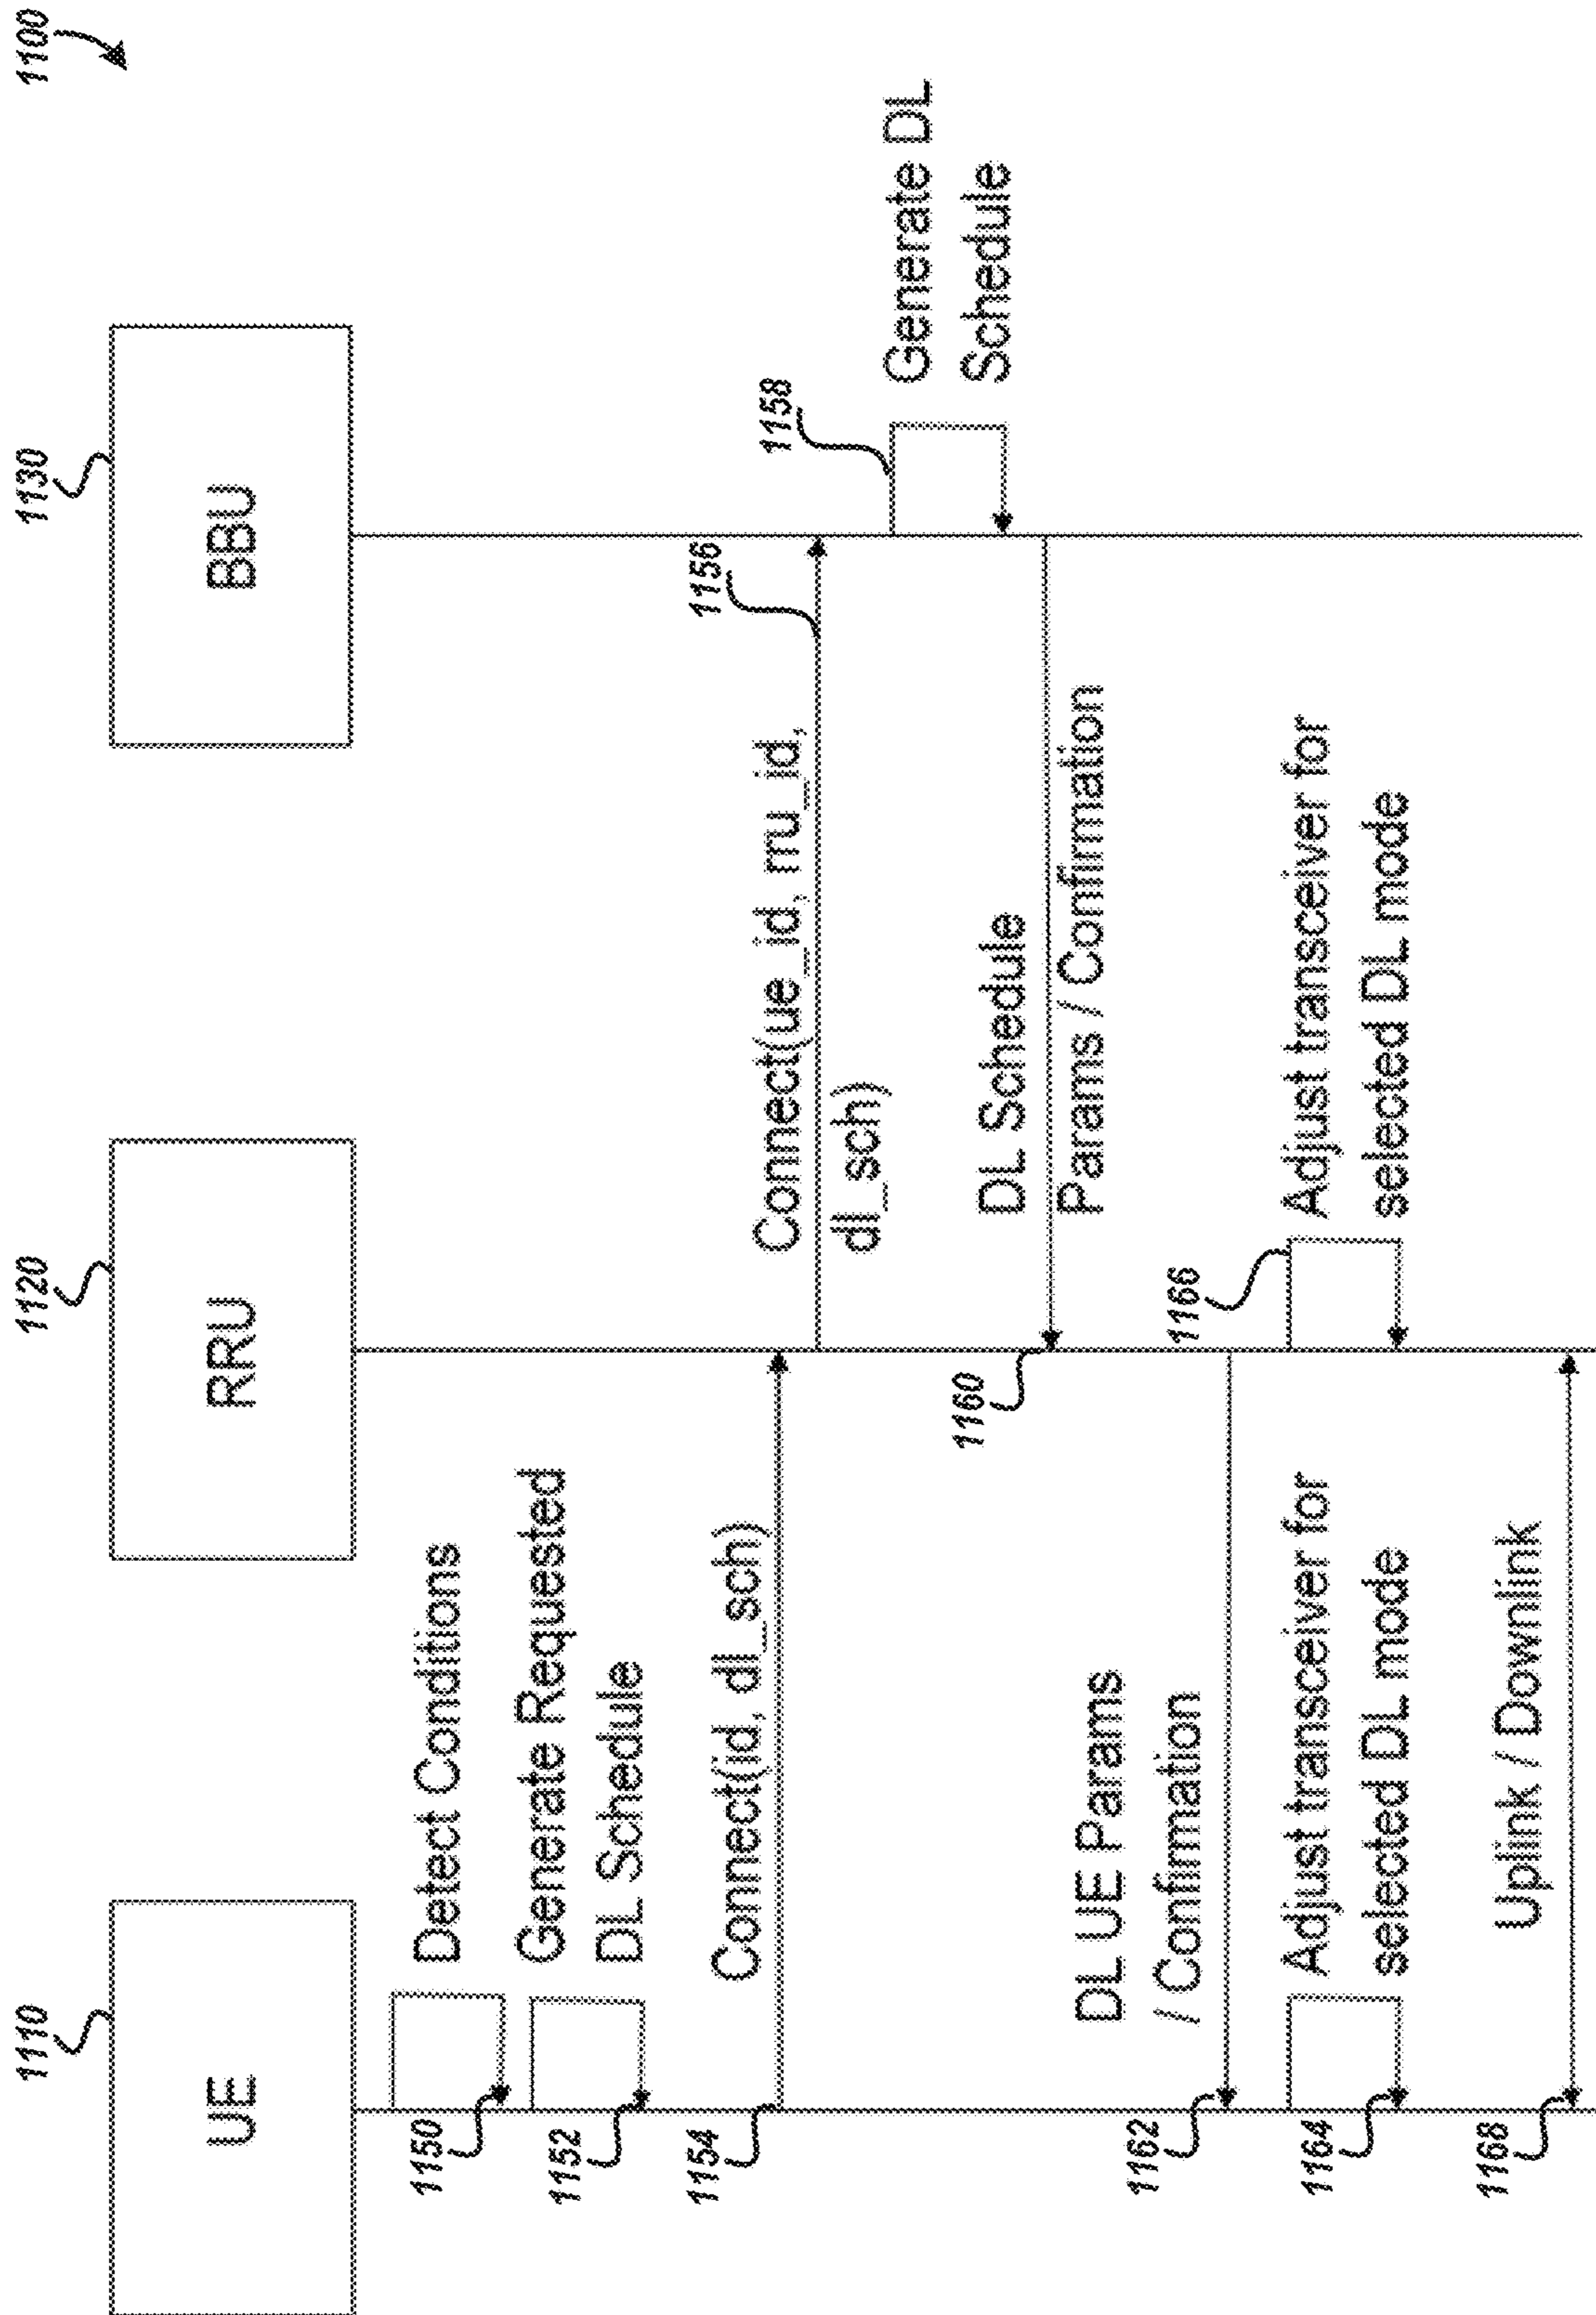 1100
1110
1120
1130
UE
RRU
BBU
Detect Conditions
1150
Generate Requested
DL Schedule
1152
Connect(id, dl_sch)
1154
Connect(ue_id, rru_id,
dl_sch)
1156
1158
Generate DL
Schedule
DL Schedule
Params / Confirmation
1160
DL UE Params
/ Confirmation
1162
Adjust transceiver for
selected DL mode
1164
1166
Adjust transceiver for
selected DL mode
Uplink / Downlink
1168